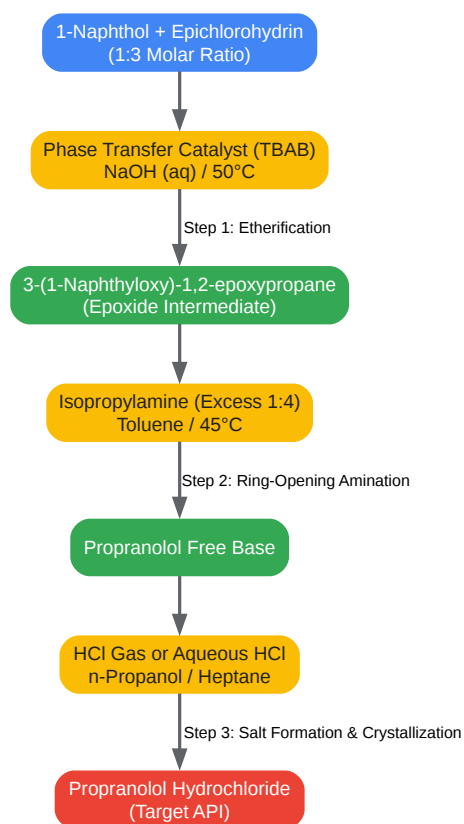 1-Naphthol + Epichlorohydrin
(1:3 Molar Ratio)
Phase Transfer Catalyst (TBAB)
NaOH (aq) / 50°C
Step 1: Etherification
3-(1-Naphthyloxy)-1,2-epoxypropane
(Epoxide Intermediate)
Isopropylamine (Excess 1:4)
Toluene / 45°C
Step 2: Ring-Opening Amination
Propranolol Free Base
HCl Gas or Aqueous HCl
n-Propanol / Heptane
Step 3: Salt Formation & Crystallization
Propranolol Hydrochloride
(Target API)